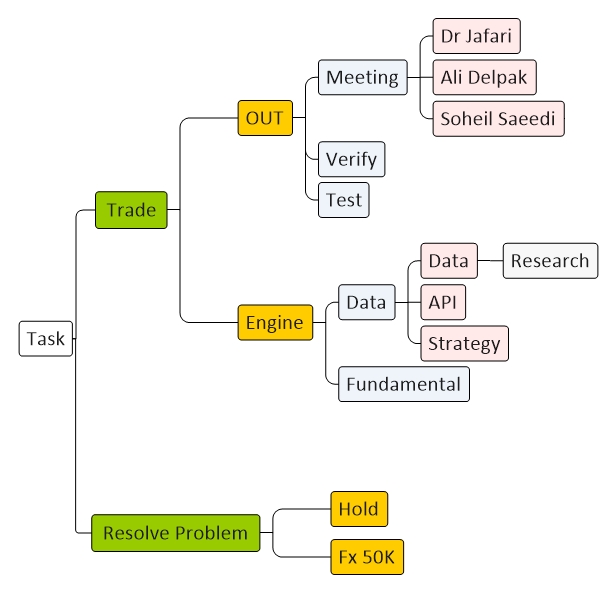 Dr Jafari
Meeting
Ali Delpak
OUT
Soheil Saeedi
Verify
Test
Trade
Data
Research
Data
API
Engine
Strategy
Task
Fundamental
Hold
Resolve Problem
Fx 50K